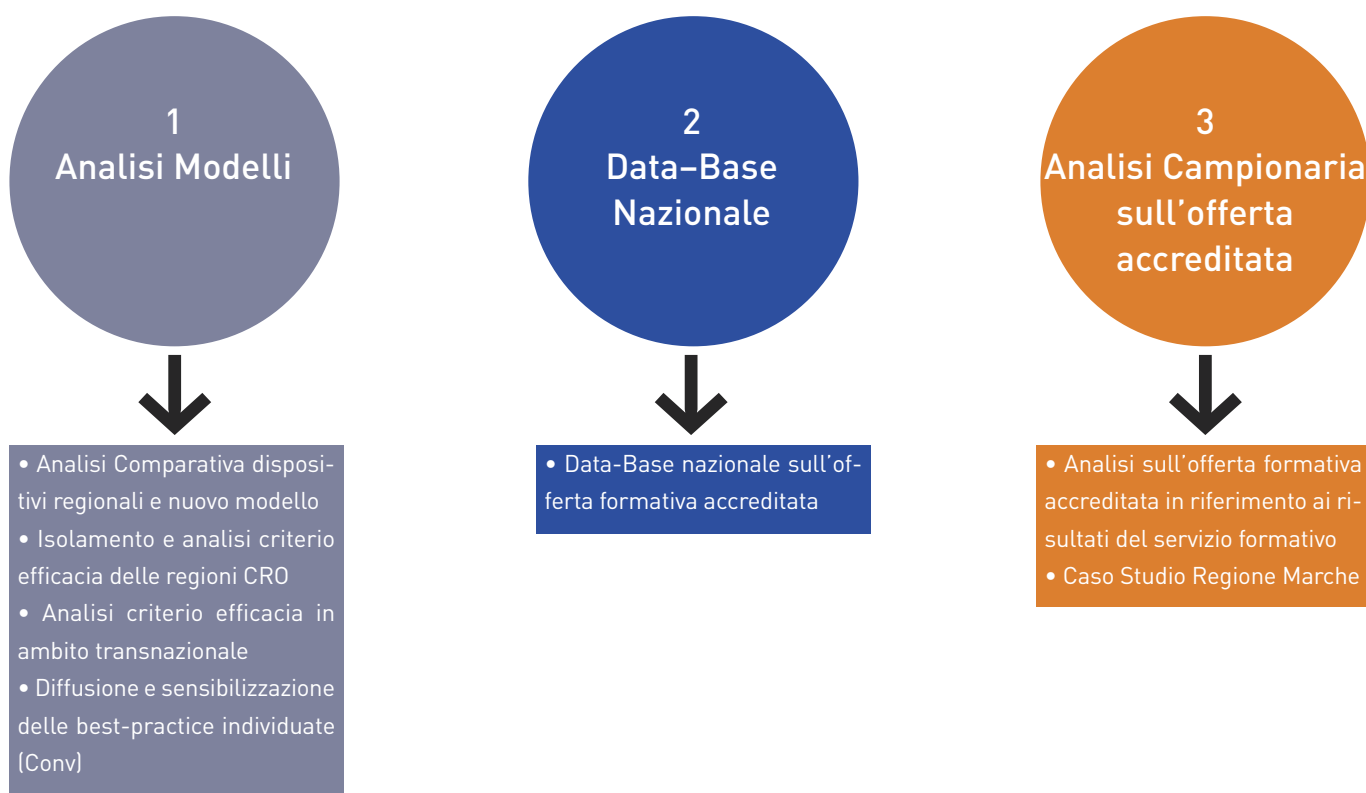 1
Analisi Modelli
• Analisi Comparativa disposi-
tivi regionali e nuovo modello
• Isolamento e analisi criterio
efficacia delle regioni CRO
• Analisi criterio efficacia in
ambito transnazionale
• Diffusione e sensibilizzazione
delle best-practice individuate
(Conv)
2
Data–Base
Nazionale
• Data-Base nazionale sull'of-
ferta formativa accreditata
3
Analisi Campionaria
sull'offerta
accreditata
• Analisi sull'offerta formativa
accreditata in riferimento ai ri-
sultati del servizio formativo
• Caso Studio Regione Marche